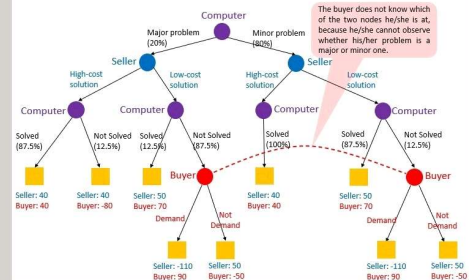 The buyer does not know which
of the two nodes he/she is at,
because he/she cannot observe
whether his/her problem is a
major or minor one.
Computer
Major problem
(20%)
Minor problem
(80%)
Seller
Seller
High-cost
solution
Low-cost
solution
High-cost
solution
Low-cost
solution
Computer
Computer
Computer
Computer
Solved
(87.5%)
Not Solved
(12.5%)
Solved
(12.5%)
Not Solved
(87.5%)
Solved
(100%)
Solved
(87.5%)
Not Solved
(12.5%)
Buyer
Buyer
Seller: 40
Buyer: 40
Seller: 40
Buyer: -80
Seller: 50
Buyer: 70
Seller: 40
Buyer: 40
Seller: 50
Buyer: 70
Demand
Not
Demand
Demand
Not
Demand
Seller: -110
Buyer: 90
Seller: 50
Buyer: -50
Seller: -110
Buyer: 90
Seller: 50
Buyer: -50